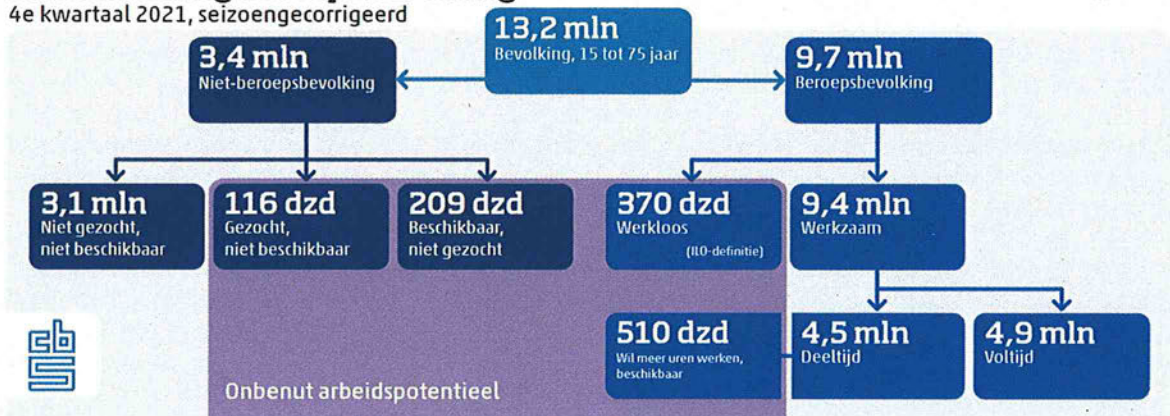 4e kwartaal 2021, seizoengecorrigeerd
13,2 mln
Bevolking, 15 tot 75 jaar
3,4 mln
Niet-beroepsbevolking
9,7 mln
Beroepsbevolking
3,1 mln
Niet gezocht,
niet beschikbaar
116 dzd
Gezocht,
niet beschikbaar
209 dzd
Beschikbaar,
niet gezocht
370 dzd
Werkloos
(ILO-definitie)
9,4 mln
Werkzaam
510 dzd
Wil meer uren werken,
beschikbaar
4,5 mln
Deeltijd
4,9 mln
Voltijd
cbs
Onbenut arbeidspotentieel